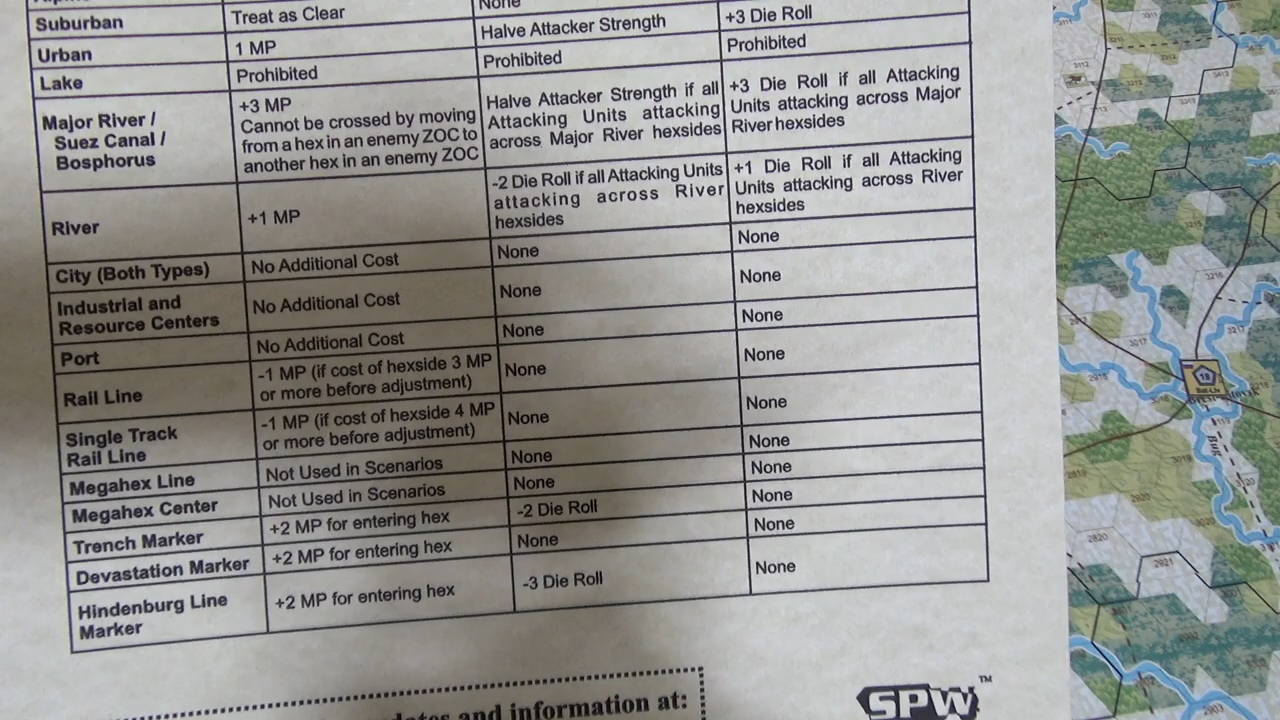 None
Suburban
Treat as Clear
Halve Attacker Strength
+3 Die Roll
Urban
1 MP
Prohibited
Prohibited
Lake
Prohibited
Major River /
Suez Canal /
Bosphorus
+3 MP
Cannot be crossed by moving
from a hex in an enemy ZOC to
another hex in an enemy ZOC
Halve Attacker Strength if all
Attacking Units attacking
across Major River hexsides
+3 Die Roll if all Attacking
Units attacking across Major
River hexsides
River
+1 MP
-2 Die Roll if all Attacking Units
attacking across River
hexsides
+1 Die Roll if all Attacking
Units attacking across River
hexsides
City (Both Types)
No Additional Cost
None
None
Industrial and
Resource Centers
No Additional Cost
None
None
Port
No Additional Cost
None
None
Rail Line
-1 MP (if cost of hexside 3 MP
or more before adjustment)
None
None
Single Track
Rail Line
-1 MP (if cost of hexside 4 MP
or more before adjustment)
None
None
Megahex Line
Not Used in Scenarios
None
None
Megahex Center
Not Used in Scenarios
None
None
Trench Marker
+2 MP for entering hex
-2 Die Roll
None
Devastation Marker
+2 MP for entering hex
None
None
Hindenburg Line
Marker
+2 MP for entering hex
-3 Die Roll
None
and information at:
SPW™
3216
3217
3017
18
Bug
2820
2821